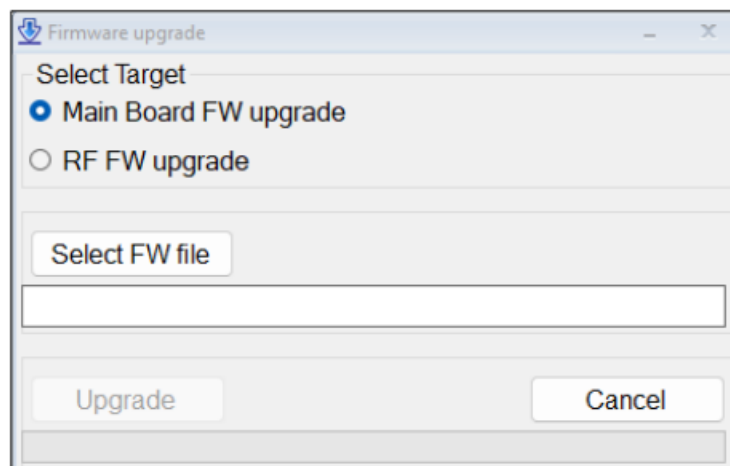 Firmware upgrade
Select Target
Main Board FW upgrade
RF FW upgrade
Select FW file
Upgrade
Cancel